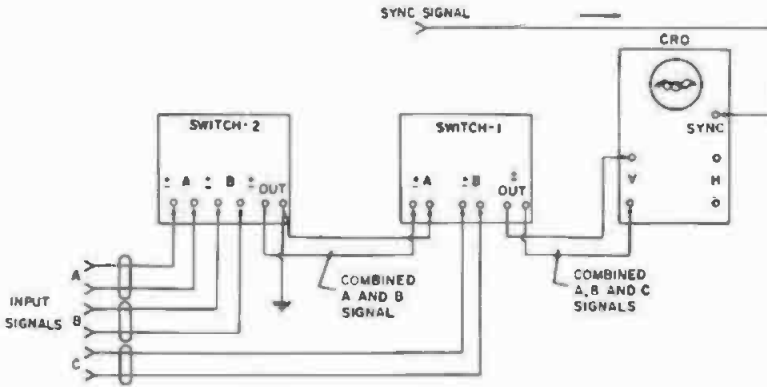 SYNC SIGNAL
CRO
SWITCH-2
SWITCH-1
SYNC
± A ± B ± OUT
± A ± B ± OUT
V H
A
INPUT
SIGNALS
B
C
COMBINED
A AND B
SIGNAL
COMBINED
A, B AND C
SIGNALS